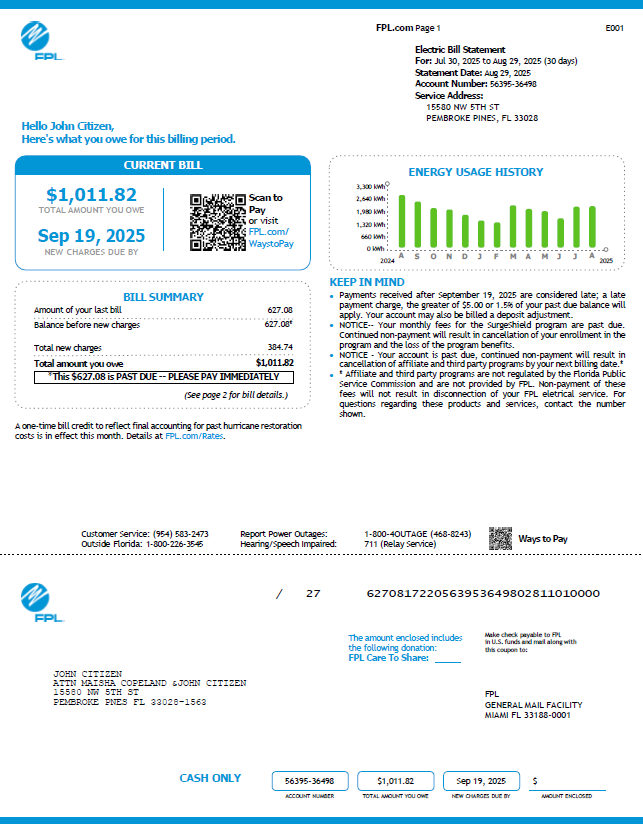 FPL.com Page 1
E001
FPL
Electric Bill Statement
For: Jul 30, 2025 to Aug 29, 2025 (30 days)
Statement Date: Aug 29, 2025
Account Number: 56395-36498
Service Address:
15580 NW 5TH ST
PEMBROKE PINES, FL 33028
Hello John Citizen,
Here's what you owe for this billing period.
CURRENT BILL
$1,011.82
TOTAL AMOUNT YOU OWE
Sep 19, 2025
NEW CHARGES DUE BY
Scan to
Pay
or visit
FPL.com/
WaystoPay
ENERGY USAGE HISTORY
3,300 kWh
2,640 kWh
1,980 kWh
1,320 kWh
660 kWh
0 kWh
A S O N D J F M A M J J A
2024
2025
BILL SUMMARY
Amount of your last bill 627.08
Balance before new charges 627.08*
Total new charges 384.74
Total amount you owe $1,011.82
*This $627.08 is PAST DUE -- PLEASE PAY IMMEDIATELY
(See page 2 for bill details.)
KEEP IN MIND
• Payments received after September 19, 2025 are considered late; a late
payment charge, the greater of $5.00 or 1.5% of your past due balance will
apply. Your account may also be billed a deposit adjustment.
• NOTICE-- Your monthly fees for the SurgeShield program are past due.
Continued non-payment will result in cancellation of your enrollment in the
program and the loss of the program benefits.
• NOTICE - Your account is past due, continued non-payment will result in
cancellation of affiliate and third party programs by your next billing date.*
• * Affiliate and third party programs are not regulated by the Florida Public
Service Commission and are not provided by FPL. Non-payment of these
fees will not result in disconnection of your FPL eletrical service. For
questions regarding these products and services, contact the number
shown.
A one-time bill credit to reflect final accounting for past hurricane restoration
costs is in effect this month. Details at FPL.com/Rates.
Customer Service: (954) 583-2473
Outside Florida: 1-800-226-3545
Report Power Outages: 1-800-4OUTAGE (468-8243)
Hearing/Speech Impaired: 711 (Relay Service)
Ways to Pay
FPL
/ 27 6270817220563953649802811010000
The amount enclosed includes
the following donation:
FPL Care To Share: _____
Make check payable to FPL
in U.S. funds and mail along with
this coupon to:
JOHN CITIZEN
ATTN MAISHA COPELAND &JOHN CITIZEN
15580 NW 5TH ST
PEMBROKE PNES FL 33028-1563
FPL
GENERAL MAIL FACILITY
MIAMI FL 33188-0001
CASH ONLY
56395-36498
ACCOUNT NUMBER
$1,011.82
TOTAL AMOUNT YOU OWE
Sep 19, 2025
NEW CHARGES DUE BY
$
AMOUNT ENCLOSED